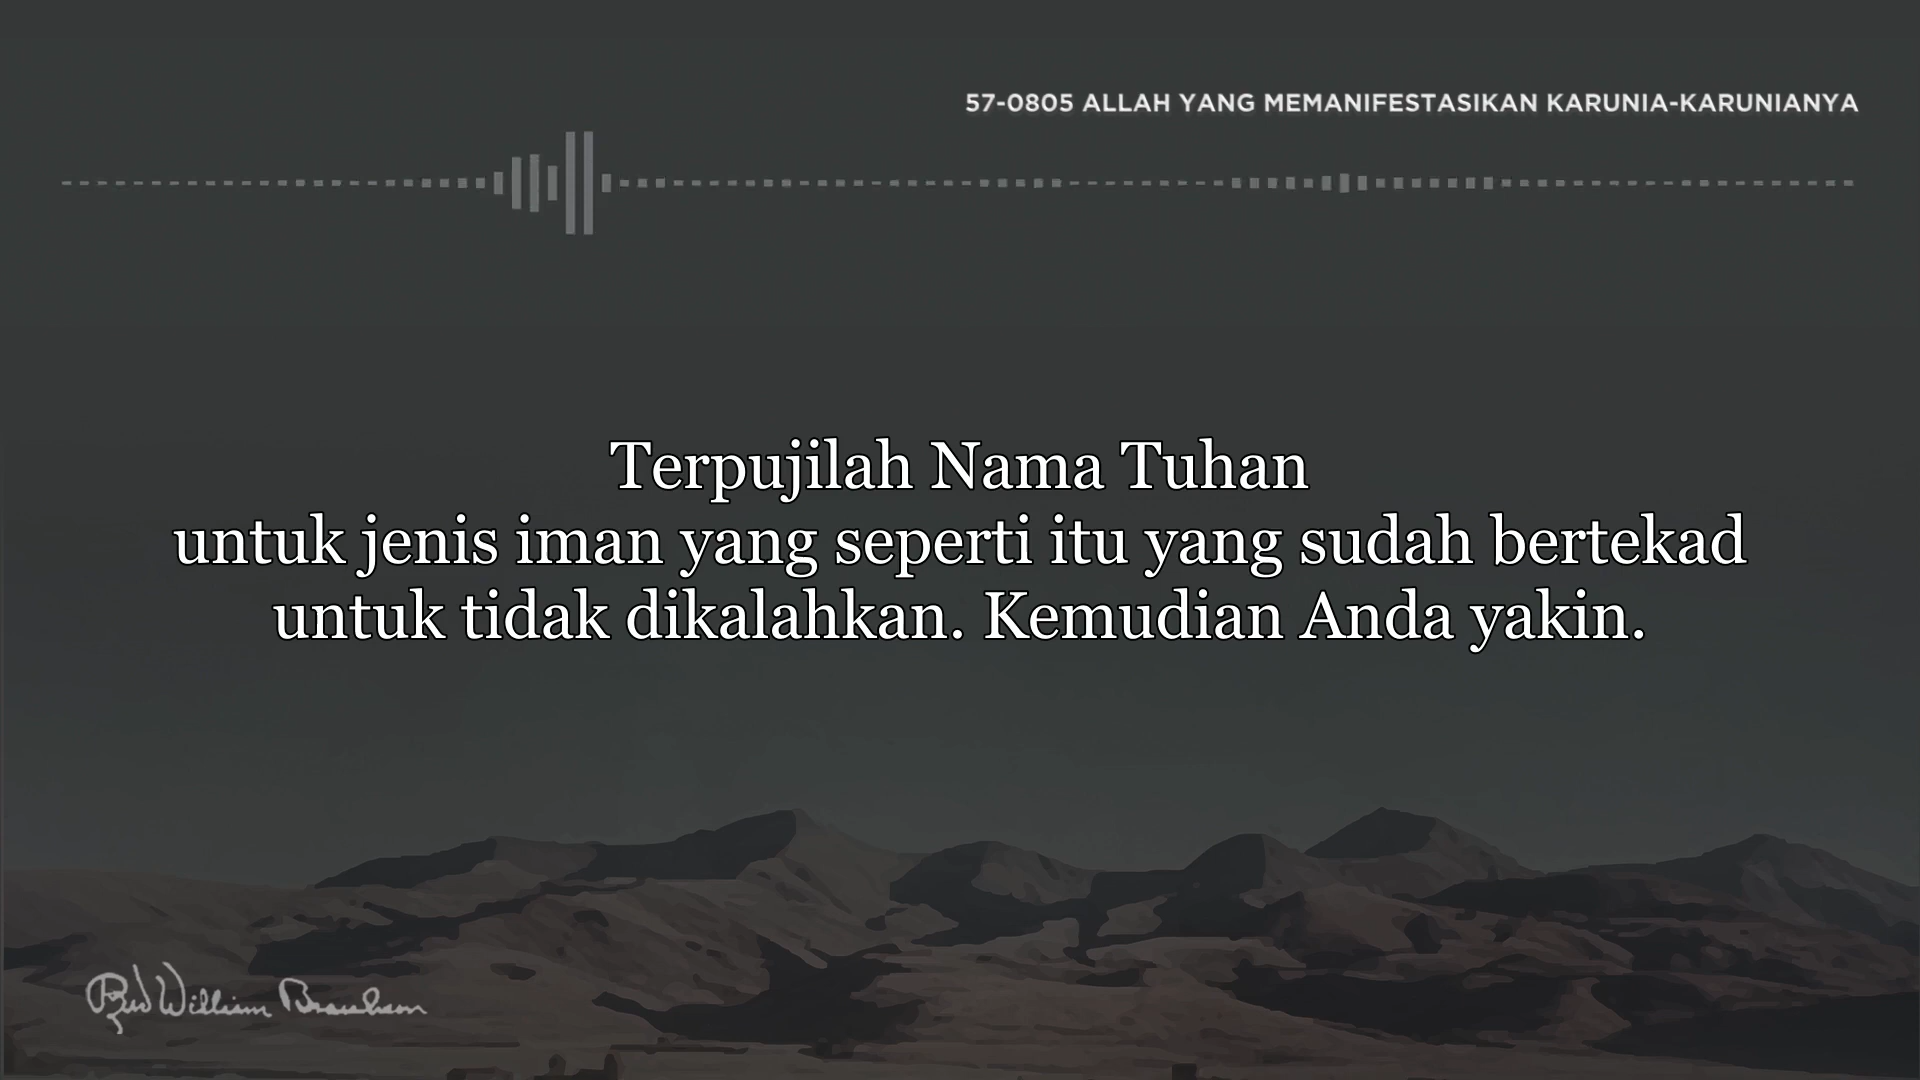 57-0805 ALLAH YANG MEMANIFESTASIKAN KARUNIA-KARUNIANYA
Terpujilah Nama Tuhan
untuk jenis iman yang seperti itu yang sudah bertekad
untuk tidak dikalahkan. Kemudian Anda yakin.
Rev William Branham